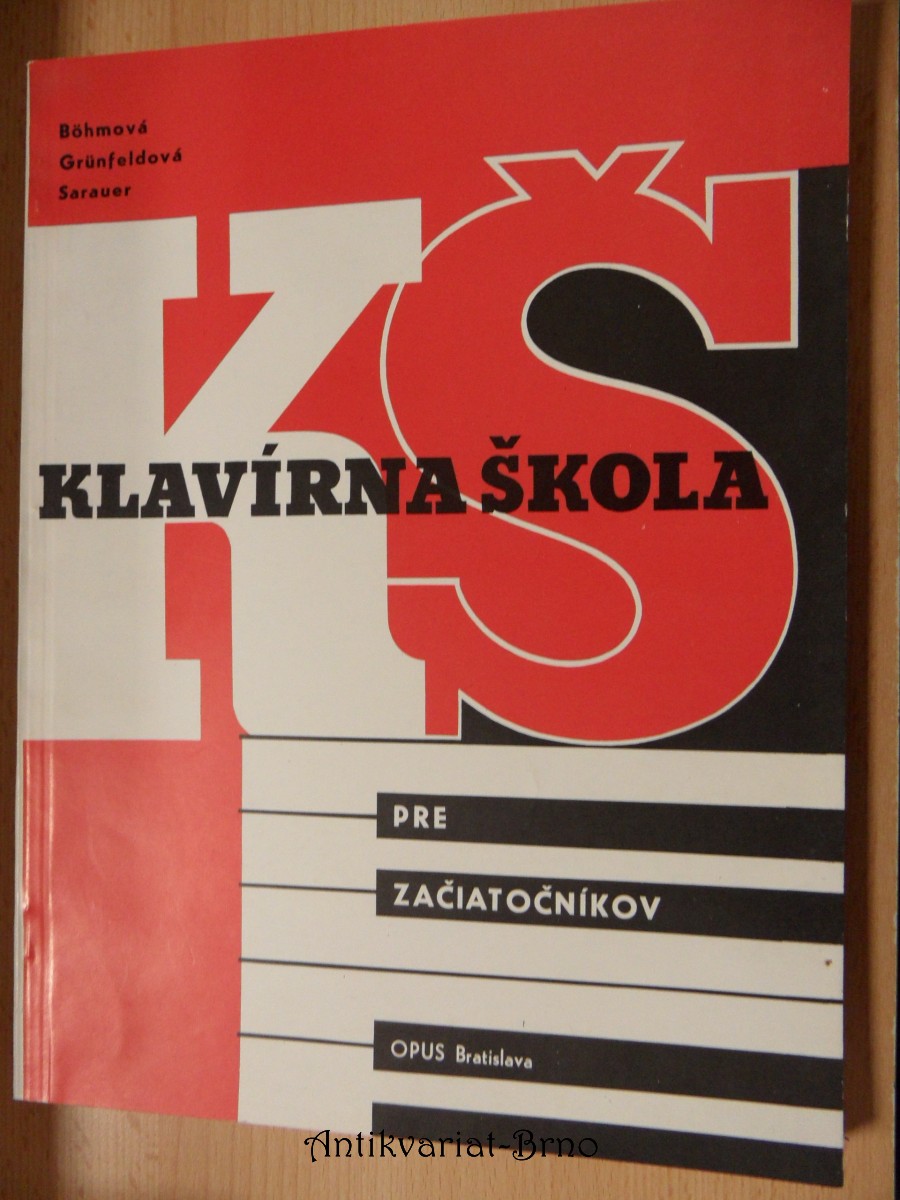 Böhmová
Grünfeldová
Sarauer
KŠ
KLAVÍRNA ŠKOLA
PRE
ZAČIATOČNÍKOV
OPUS Bratislava
Antikvariat-Brno